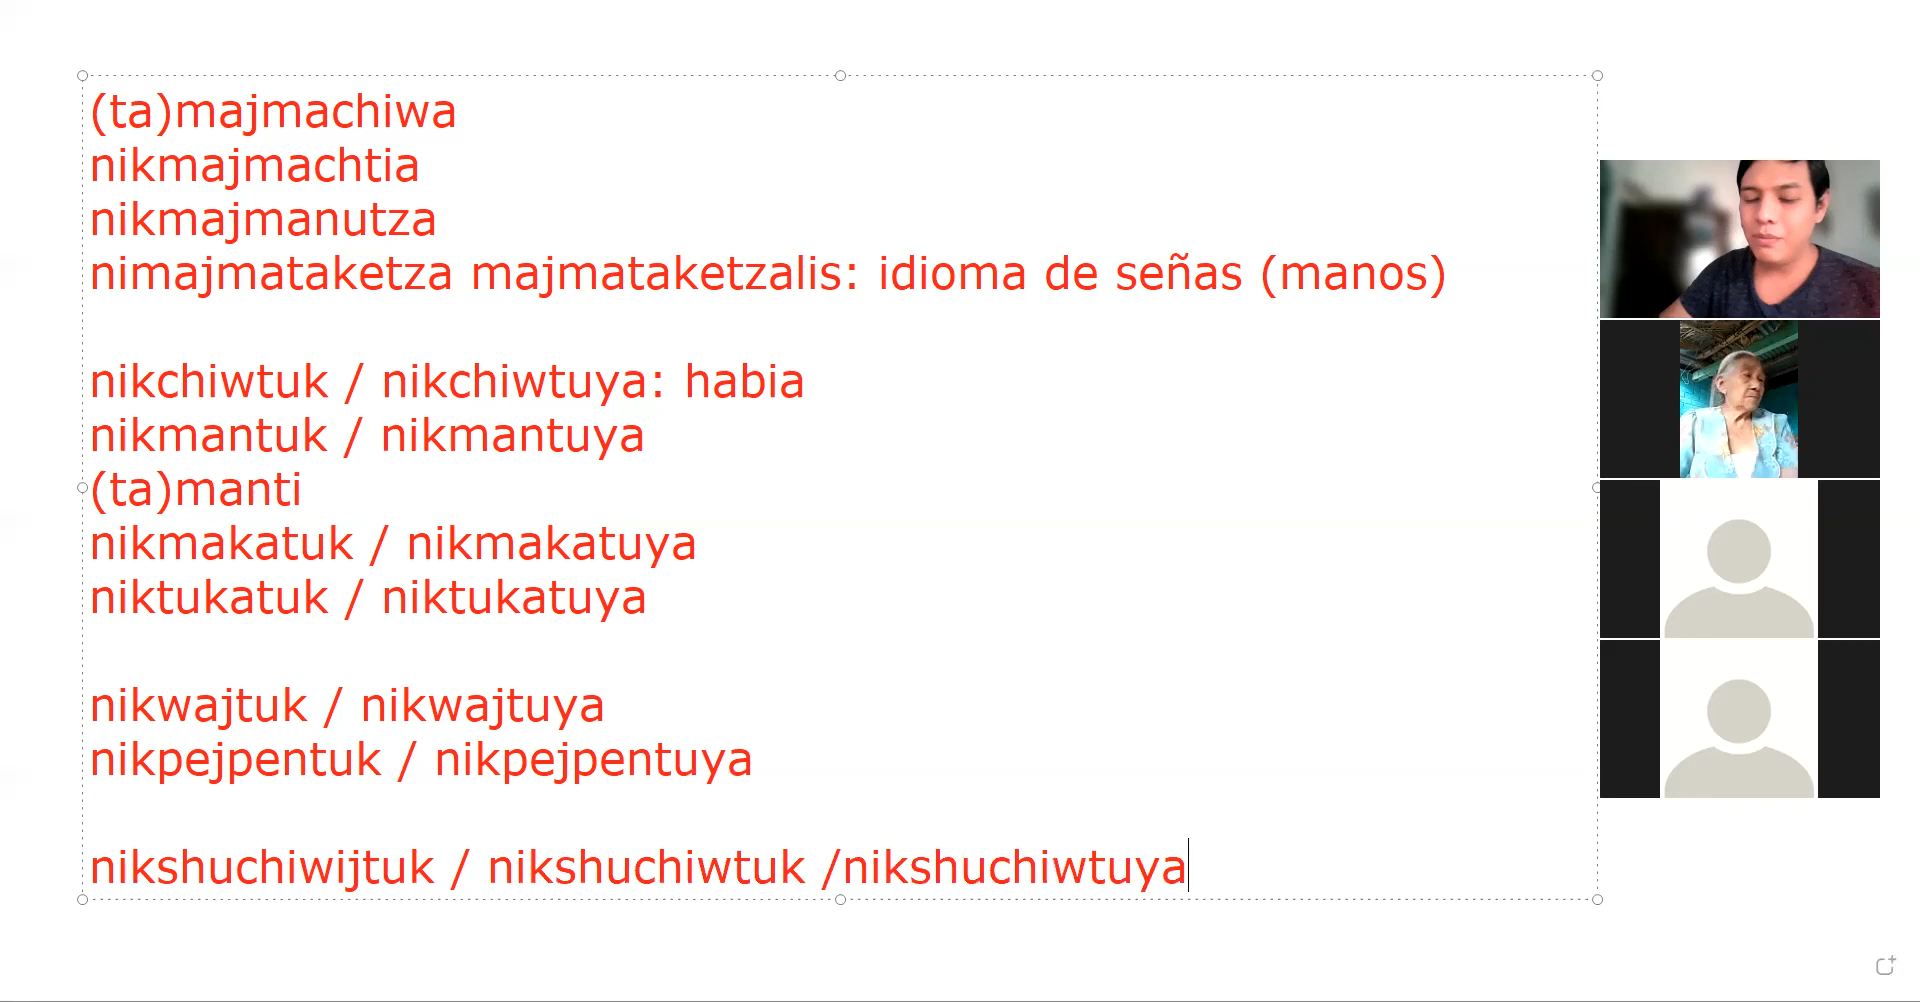 (ta)majmachiwa
nikmajmachtia
nikmajmanutza
nimajmataketza majmataketzalis: idioma de señas (manos)
nikchiwtuk / nikchiwtuya: habia
nikmantuk / nikmantuya
(ta)manti
nikmakatuk / nikmakatuya
niktukatuk / niktukatuya
nikwajtuk / nikwajtuya
nikpejpentuk / nikpejpentuya
nikshuchiwijtuk / nikshuchiwtuk /nikshuchiwtuya